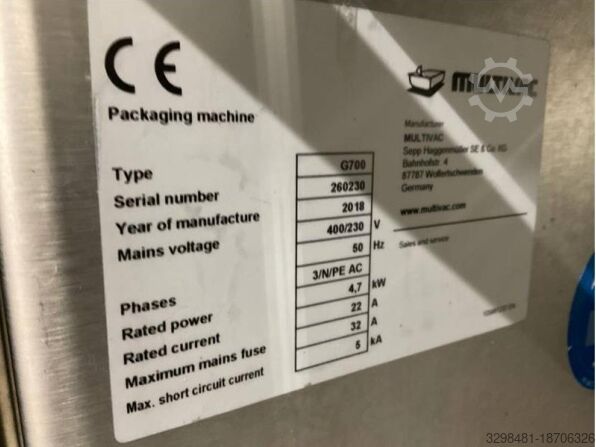 CE
MULTIVAC
Packaging machine
Manufacturer
MULTIVAC
Sepp Haggenmüller SE & Co. KG
Bahnhofstr. 4
87787 Wolfertschwenden
Germany
www.multivac.com
Sales and service
Type G700
Serial number 260230
Year of manufacture 2018
Mains voltage 400/230 V
50 Hz
Phases 3/N/PE AC
Rated power 4,7 kW
Rated current 22 A
Maximum mains fuse 32 A
Max. short circuit current 5 kA
3298481-18706326